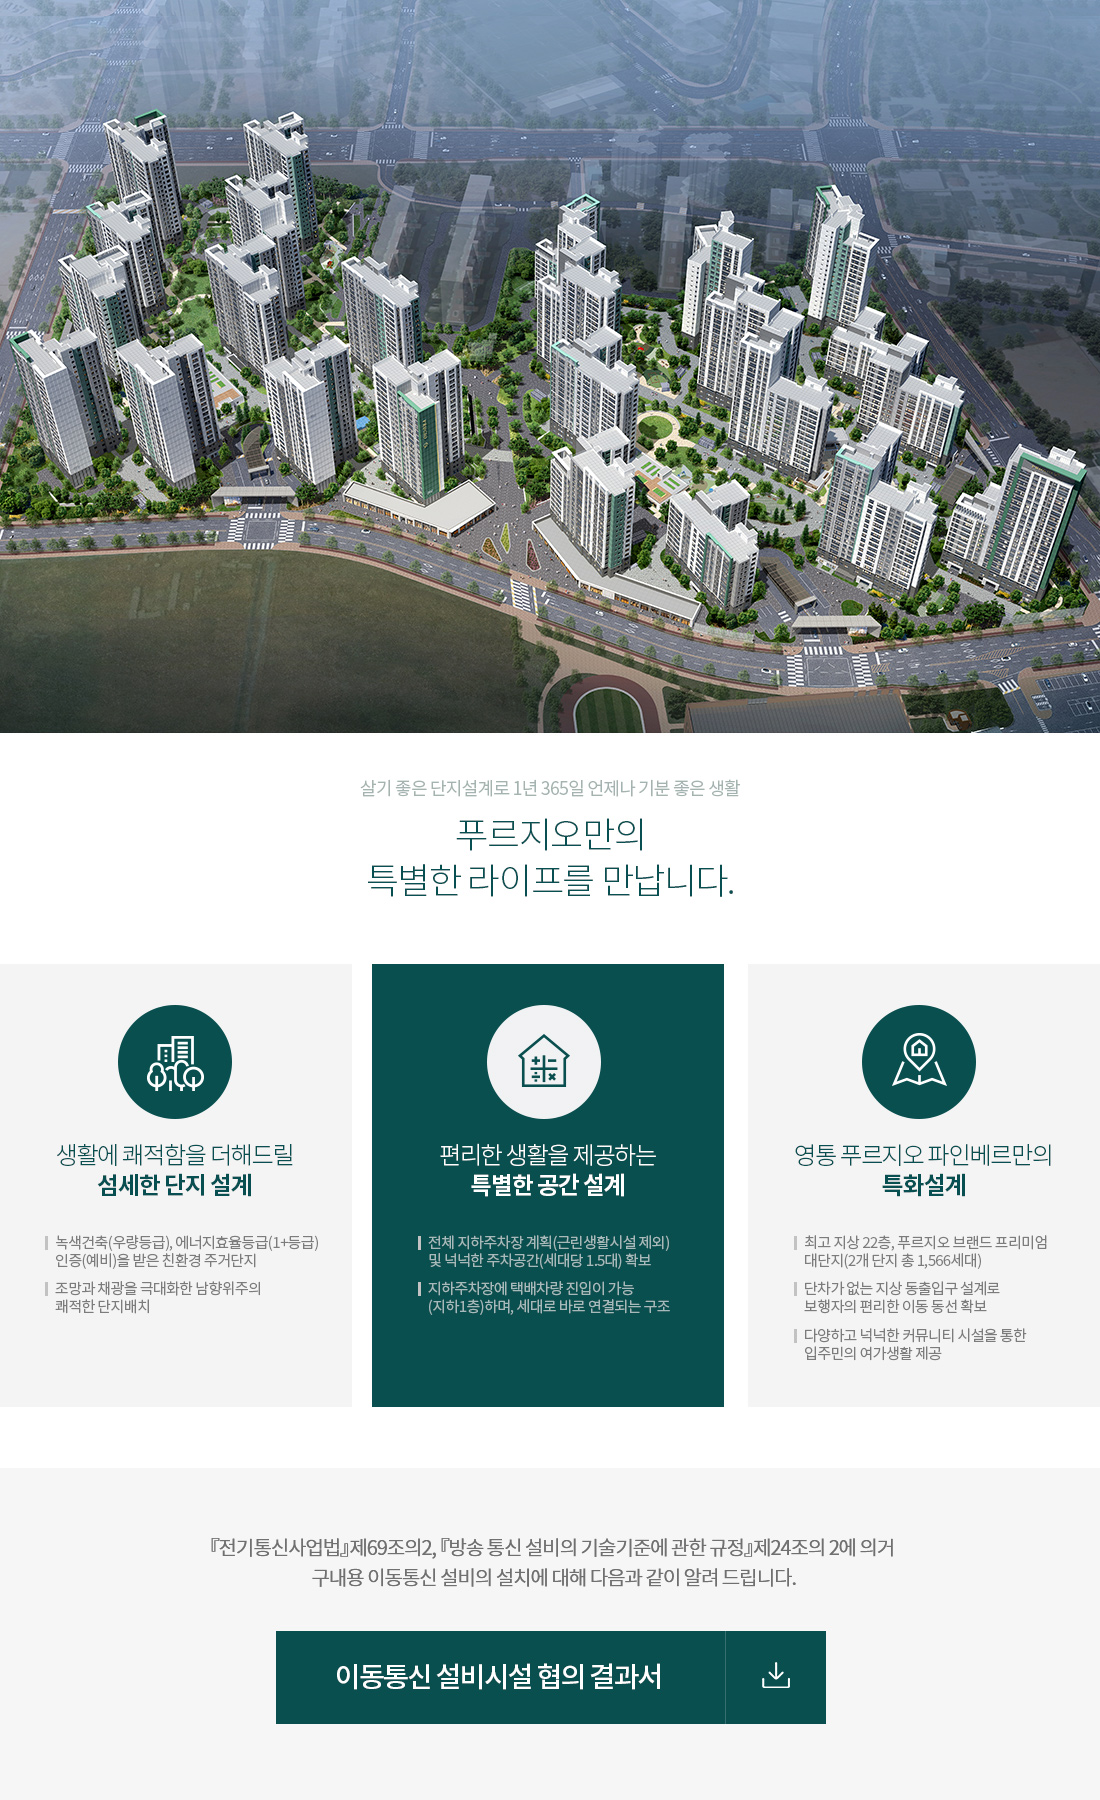 살기 좋은 단지설계로 1년 365일 언제나 기분 좋은 생활
푸르지오만의
특별한 라이프를 만납니다.
생활에 쾌적함을 더해드릴
섬세한 단지 설계
녹색건축(우량등급), 에너지효율등급(1+등급)
인증(예비)을 받은 친환경 주거단지
조망과 채광을 극대화한 남향위주의
쾌적한 단지배치
편리한 생활을 제공하는
특별한 공간 설계
전체 지하주차장 계획(근린생활시설 제외)
및 넉넉한 주차공간(세대당 1.5대) 확보
지하주차장에 택배차량 진입이 가능
(지하1층)하며, 세대로 바로 연결되는 구조
영통 푸르지오 파인베르만의
특화설계
최고 지상 22층, 푸르지오 브랜드 프리미엄
대단지(2개 단지 총 1,566세대)
단차가 없는 지상 동출입구 설계로
보행자의 편리한 이동 동선 확보
다양하고 넉넉한 커뮤니티 시설을 통한
입주민의 여가생활 제공
『전기통신사업법』제69조의2, 『방송 통신 설비의 기술기준에 관한 규정』제24조의 2에 의거
구내용 이동통신 설비의 설치에 대해 다음과 같이 알려 드립니다.
이동통신 설비시설 협의 결과서